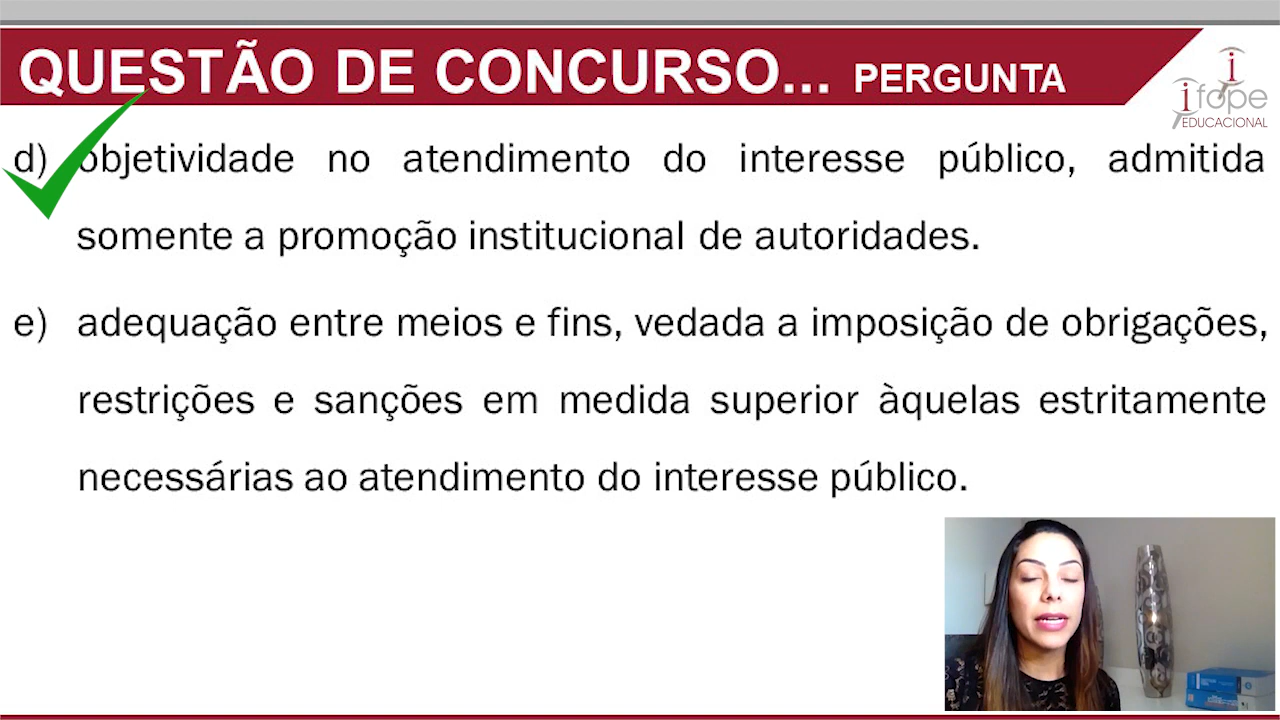 QUESTÃO DE CONCURSO... PERGUNTA
ifope
EDUCACIONAL
d) objetividade no atendimento do interesse público, admitida
somente a promoção institucional de autoridades.
e) adequação entre meios e fins, vedada a imposição de obrigações,
restrições e sanções em medida superior àquelas estritamente
necessárias ao atendimento do interesse público.